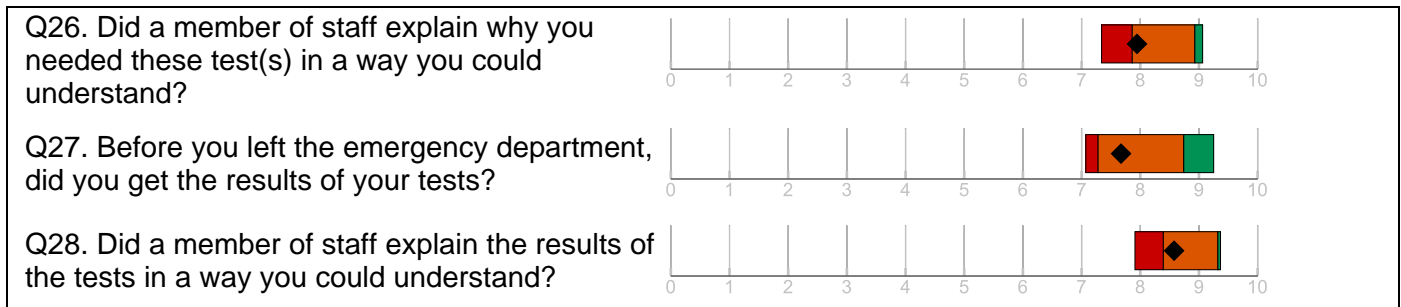 Q26. Did a member of staff explain why you
needed these test(s) in a way you could
understand?
0 1 2 3 4 5 6 7 8 9 10
Q27. Before you left the emergency department,
did you get the results of your tests?
0 1 2 3 4 5 6 7 8 9 10
Q28. Did a member of staff explain the results of
the tests in a way you could understand?
0 1 2 3 4 5 6 7 8 9 10